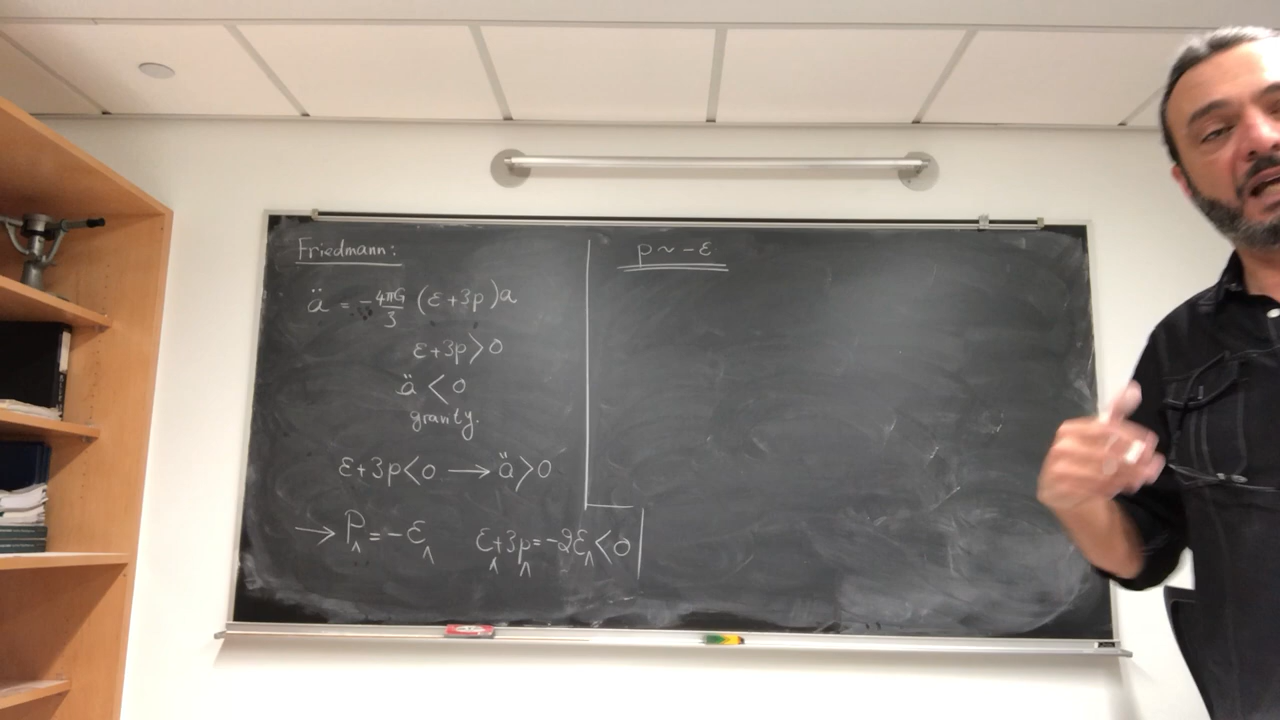 Friedmann:
ä = -4πG/3 (ε+3p)a
ε+3p>0
ä < 0
gravity.
ε+3p<0 → ä>0
→ P_Λ = -ε_Λ    ε_Λ+3p_Λ = -2ε_Λ < 0
p ~ -ε